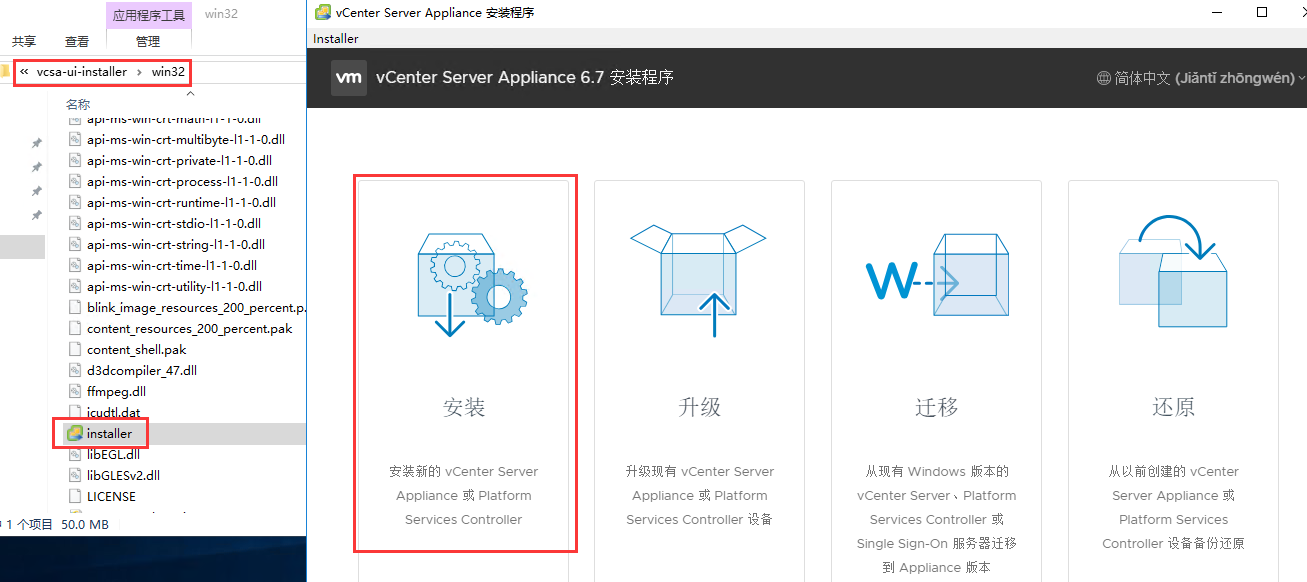 应用程序工具
win32
共享
查看
管理
« vcsa-ui-installer › win32
名称
api-ms-win-crt-math-l1-1-0.dll
api-ms-win-crt-multibyte-l1-1-0.dll
api-ms-win-crt-private-l1-1-0.dll
api-ms-win-crt-process-l1-1-0.dll
api-ms-win-crt-runtime-l1-1-0.dll
api-ms-win-crt-stdio-l1-1-0.dll
api-ms-win-crt-string-l1-1-0.dll
api-ms-win-crt-time-l1-1-0.dll
api-ms-win-crt-utility-l1-1-0.dll
blink_image_resources_200_percent.p
content_resources_200_percent.pak
content_shell.pak
d3dcompiler_47.dll
ffmpeg.dll
icudtl.dat
installer
libEGL.dll
libGLESv2.dll
LICENSE
1 个项目 50.0 MB
vCenter Server Appliance 安装程序
Installer
vm vCenter Server Appliance 6.7 安装程序
简体中文 (Jiǎntǐ zhōngwén)
安装
安装新的 vCenter Server
Appliance 或 Platform
Services Controller
升级
升级现有 vCenter Server
Appliance 或 Platform
Services Controller 设备
W
迁移
从现有 Windows 版本的
vCenter Server、Platform
Services Controller 或
Single Sign-On 服务器迁移
到 Appliance 版本
还原
从以前创建的 vCenter
Server Appliance 或
Platform Services
Controller 设备备份还原